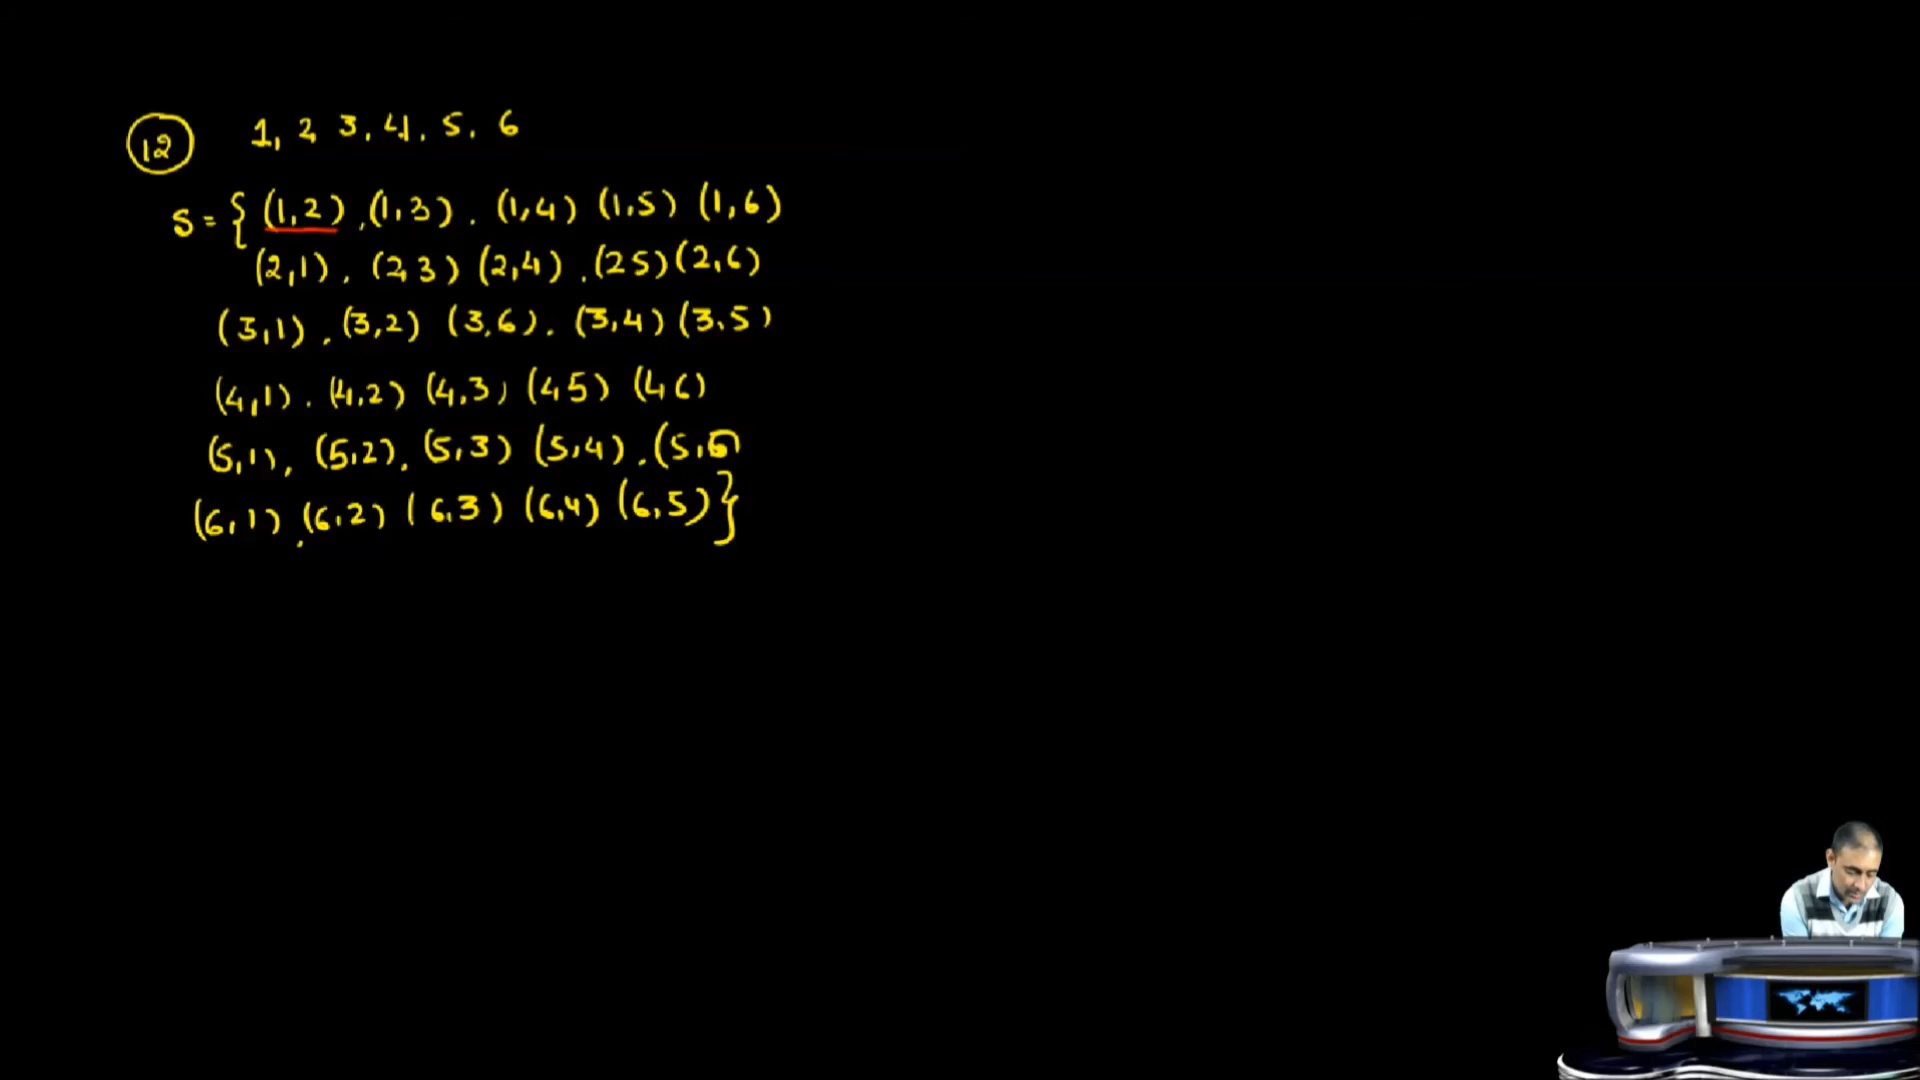 12 1, 2 3, 4, 5, 6
S = { (1,2), (1,3), (1,4) (1,5) (1,6)
(2,1), (2,3) (2,4), (2 5) (2,6)
(3,1), (3,2) (3,6), (3,4) (3,5)
(4,1), (4,2) (4,3) (4,5) (4 6)
(5,1), (5,2), (5,3) (5,4), (5,6)
(6,1), (6,2) (6,3) (6,4) (6,5) }